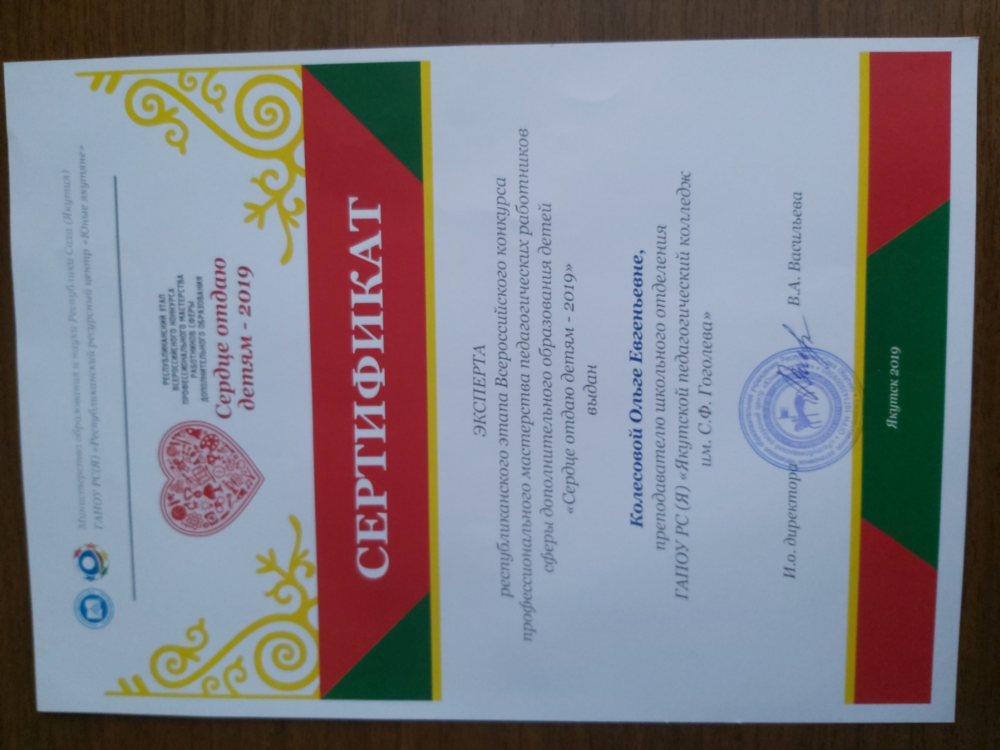 Министерство образования и науки Республики Саха (Якутия)
ГАНОУ РС(Я) «Республиканский ресурсный центр «Юные якутяне»
РЕСПУБЛИКАНСКИЙ ЭТАП
ВСЕРОССИЙСКОГО КОНКУРСА
ПРОФЕССИОНАЛЬНОГО МАСТЕРСТВА
РАБОТНИКОВ СФЕРЫ
ДОПОЛНИТЕЛЬНОГО ОБРАЗОВАНИЯ
Сердце отдаю
детям - 2019
СЕРТИФИКАТ
ЭКСПЕРТА
республиканского этапа Всероссийского конкурса
профессионального мастерства педагогических работников
сферы дополнительного образования детей
«Сердце отдаю детям - 2019»
выдан
Колесовой Ольге Евгеньевне,
преподавателю школьного отделения
ГАПОУ РС (Я) «Якутской педагогический колледж
им. С.Ф. Гоголева»
И.о. директора В.А. Васильева
Якутск 2019